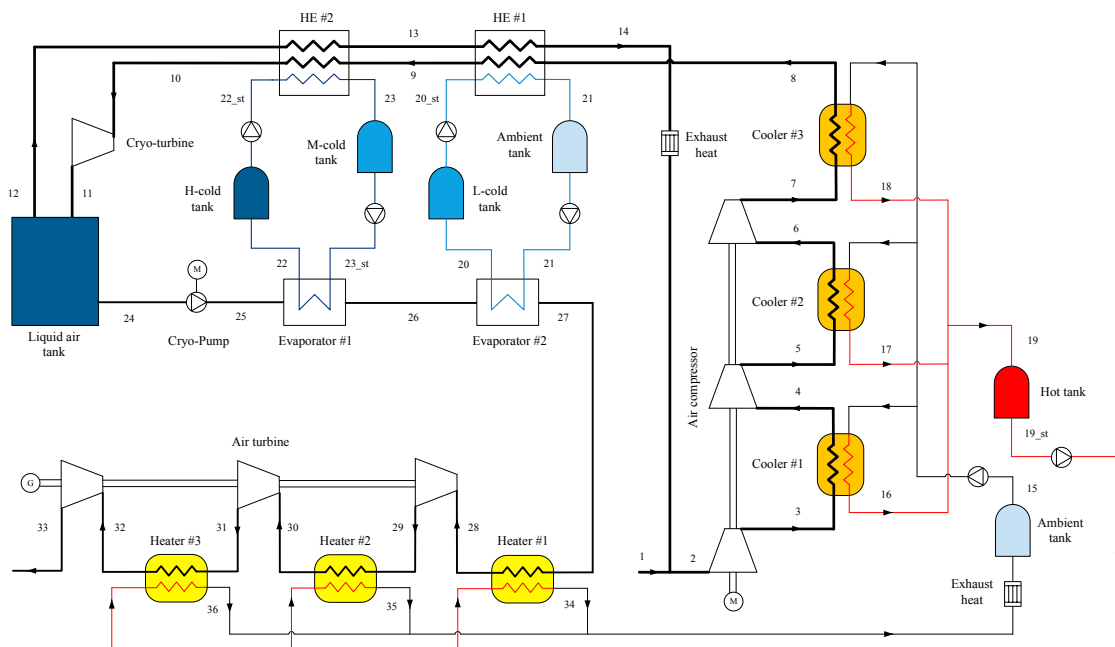 HE #2
HE #1
13
14
10
9
8
22_st
23
20_st
21
Cryo-turbine
M-cold
tank
Ambient
tank
Exhaust
heat
Cooler #3
H-cold
tank
L-cold
tank
12
11
7
18
6
22
23_st
20
21
M
Cooler #2
24
25
26
27
Liquid air
tank
Cryo-Pump
Evaporator #1
Evaporator #2
5
17
19
Air compressor
4
Hot tank
Air turbine
19_st
Cooler #1
G
15
16
33
32
31
30
29
28
3
Ambient
tank
Heater #3
Heater #2
Heater #1
1
2
Exhaust
heat
M
36
35
34